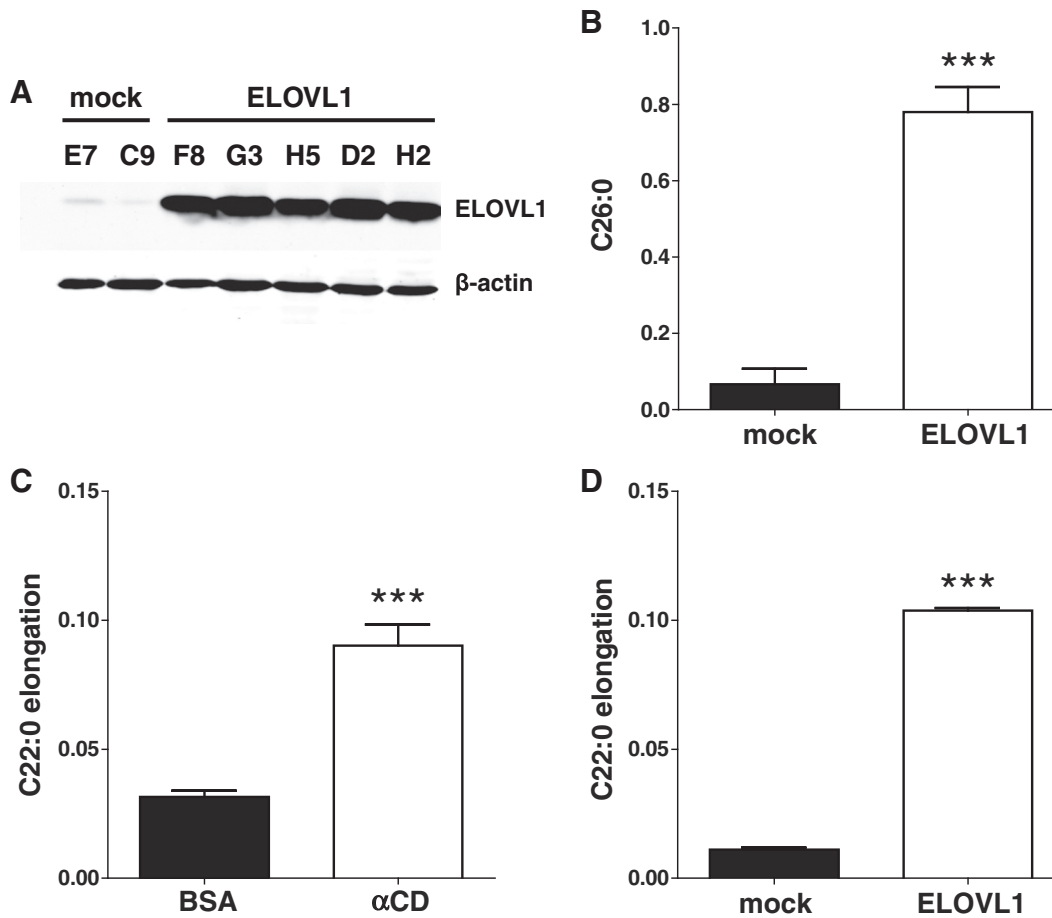 A
mock ELOVL1
E7 C9 F8 G3 H5 D2 H2
ELOVL1
β-actin
B
1.0
0.8
0.6
0.4
0.2
0.0
C26:0
***
mock ELOVL1
C
0.15
0.10
0.05
0.00
C22:0 elongation
***
BSA αCD
D
0.15
0.10
0.05
0.00
C22:0 elongation
***
mock ELOVL1